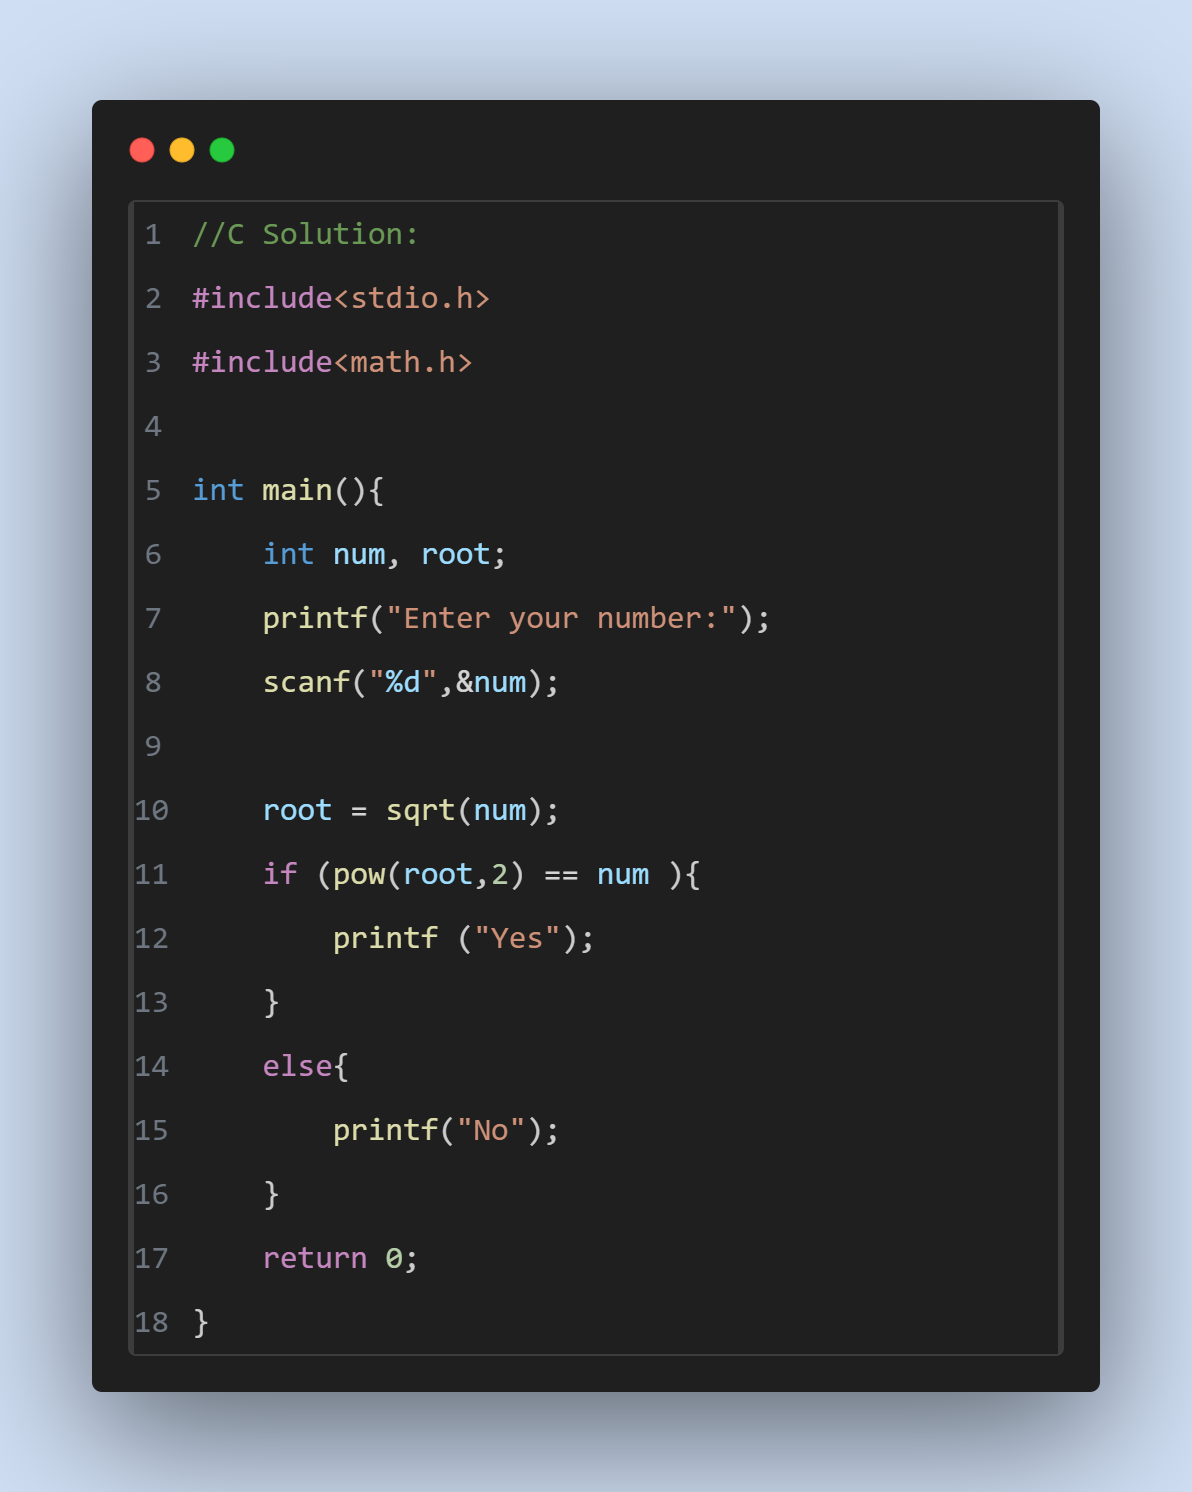 1 //C Solution:
2 #include<stdio.h>
3 #include<math.h>
4
5 int main(){
6     int num, root;
7     printf("Enter your number:");
8     scanf("%d",&num);
9
10     root = sqrt(num);
11     if (pow(root,2) == num ){
12         printf ("Yes");
13     }
14     else{
15         printf("No");
16     }
17     return 0;
18 }